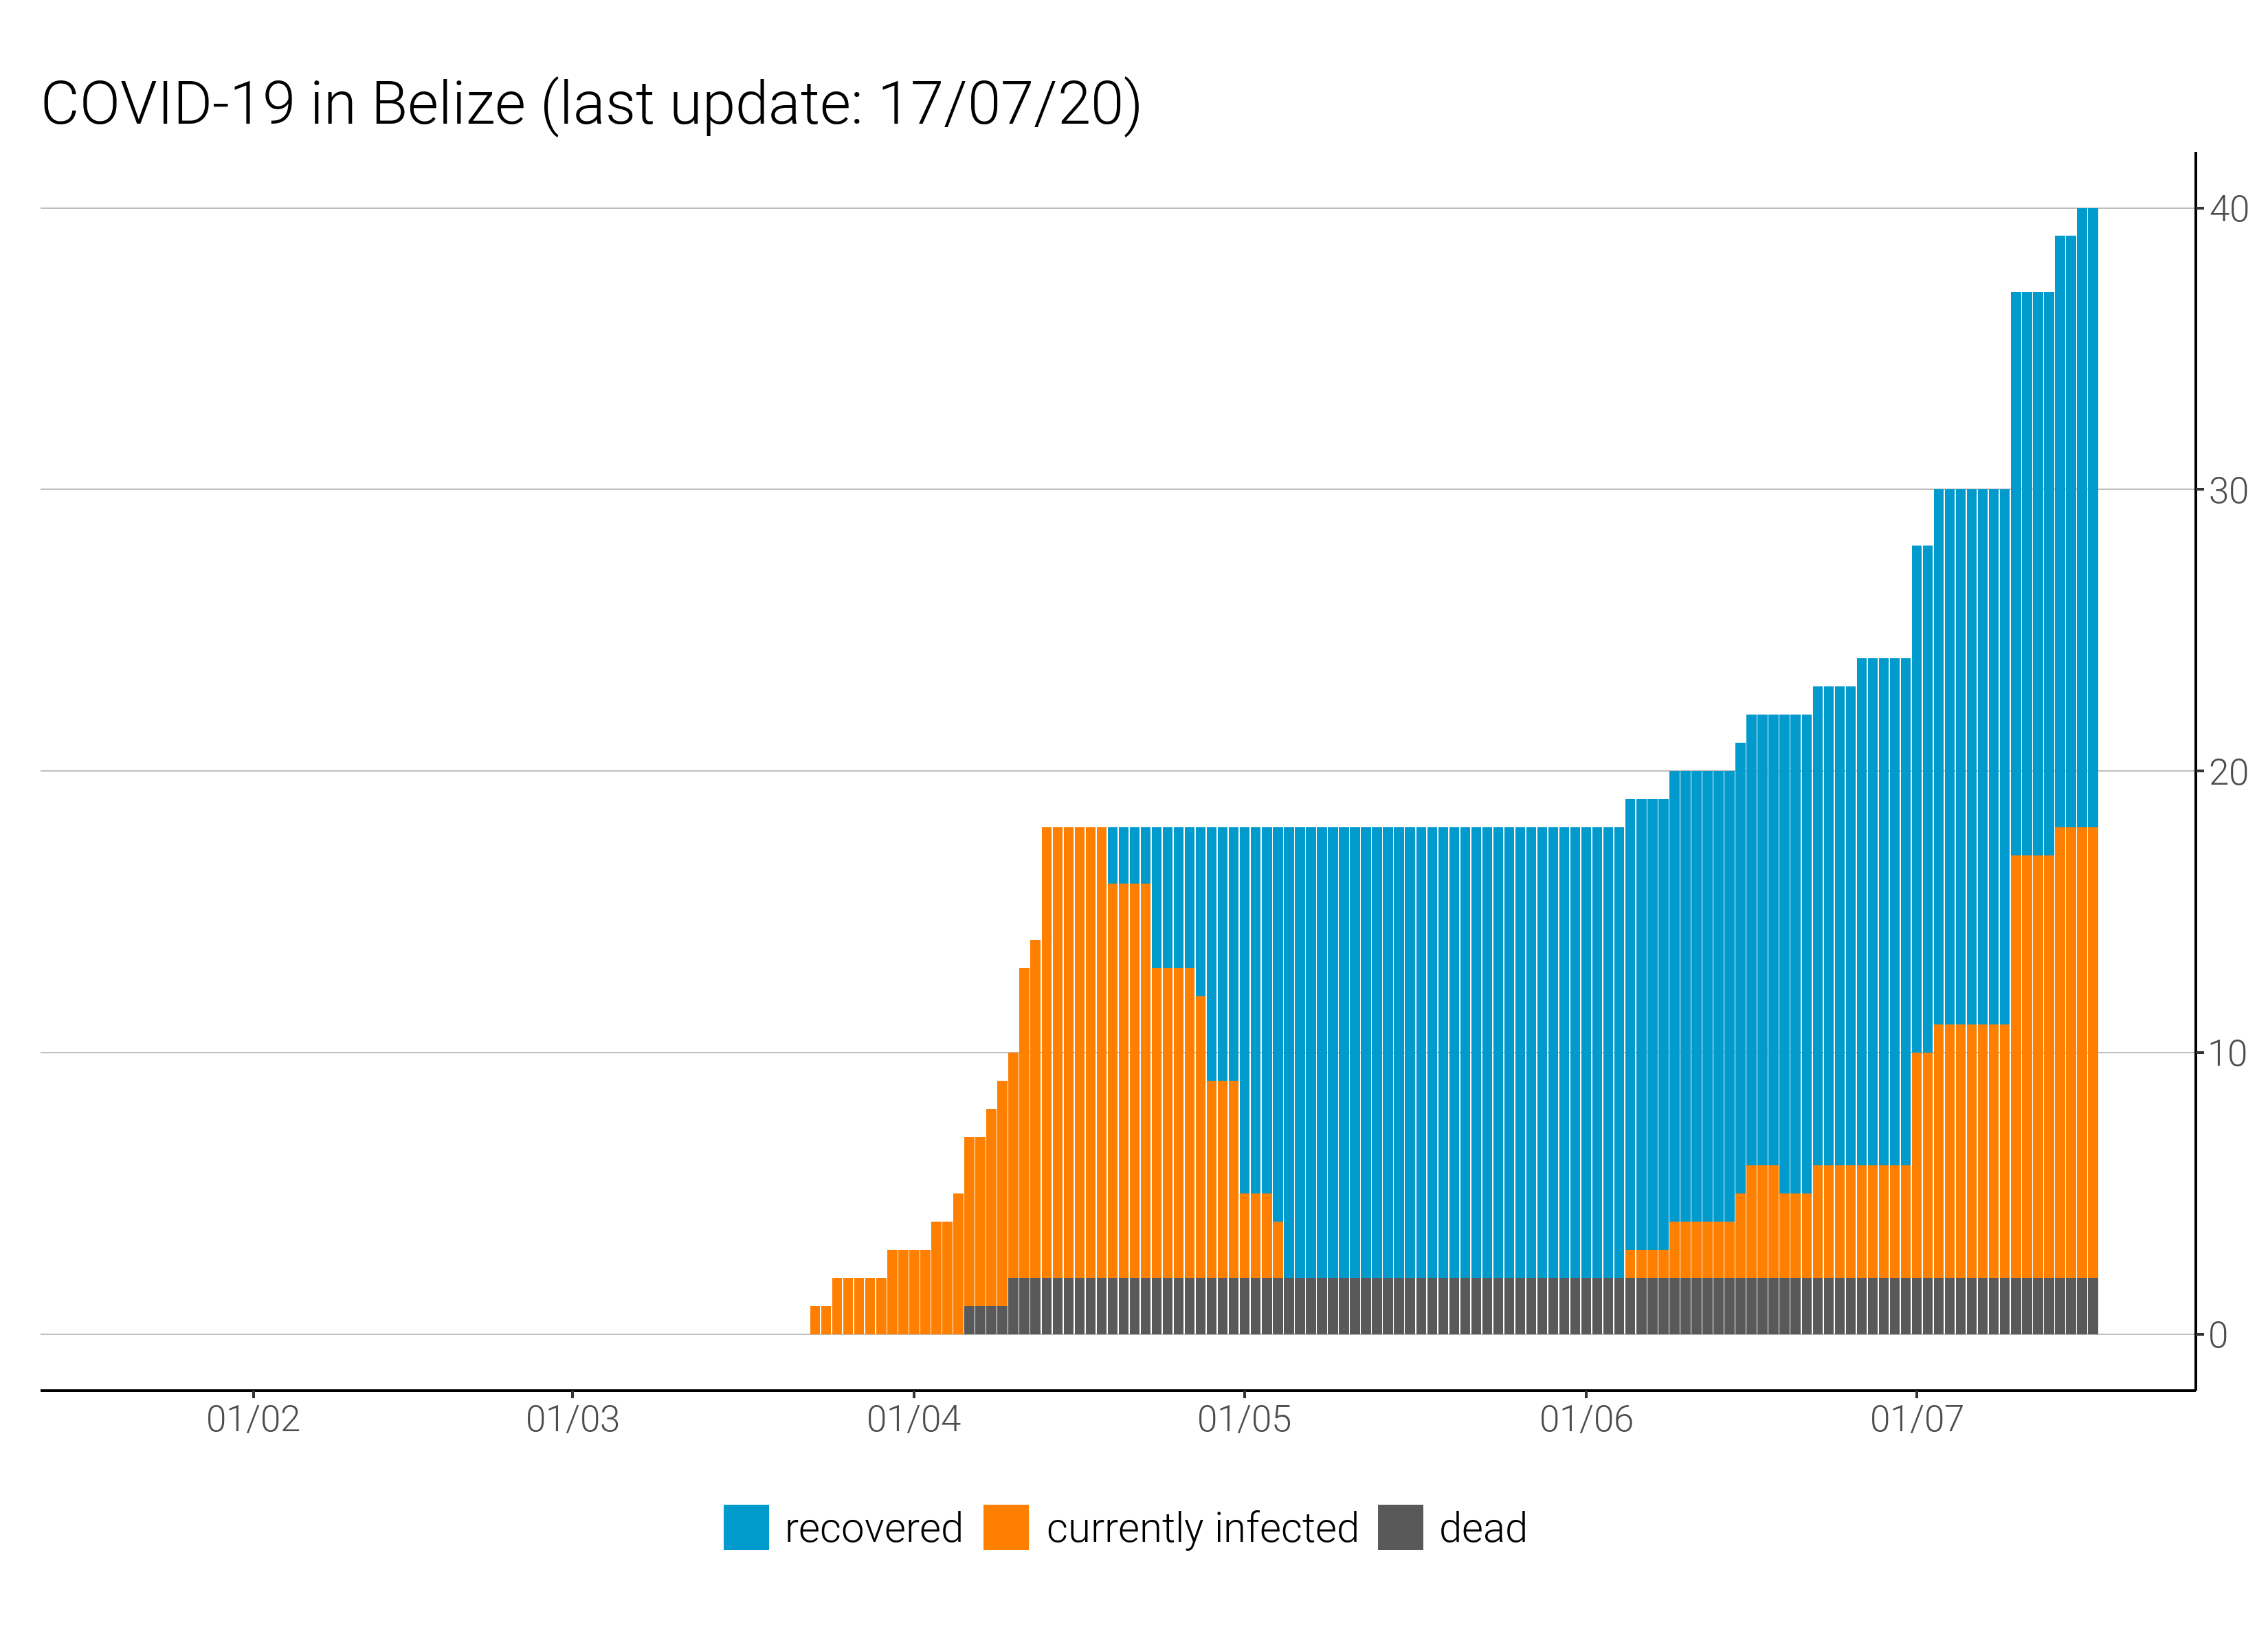 COVID-19 in Belize (last update: 17/07/20)
40
30
20
10
0
01/02 01/03 01/04 01/05 01/06 01/07
recovered currently infected dead